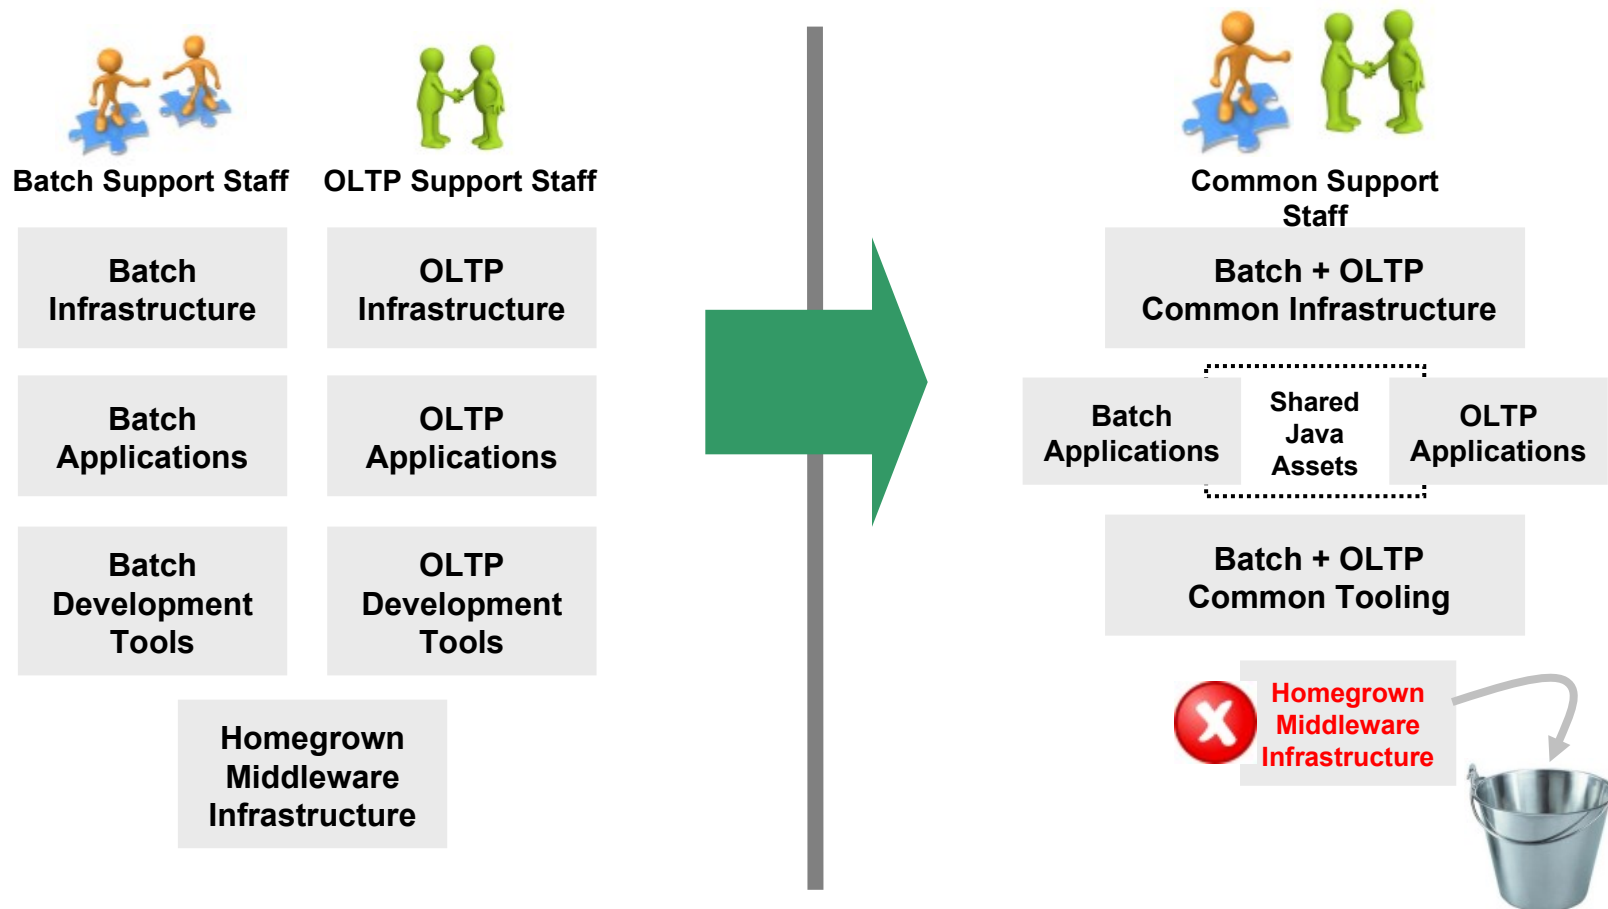 Batch Support Staff
OLTP Support Staff
Batch
Infrastructure
OLTP
Infrastructure
Batch
Applications
OLTP
Applications
Batch
Development
Tools
OLTP
Development
Tools
Homegrown
Middleware
Infrastructure
Common Support
Staff
Batch + OLTP
Common Infrastructure
Batch
Applications
Shared
Java
Assets
OLTP
Applications
Batch + OLTP
Common Tooling
Homegrown
Middleware
Infrastructure